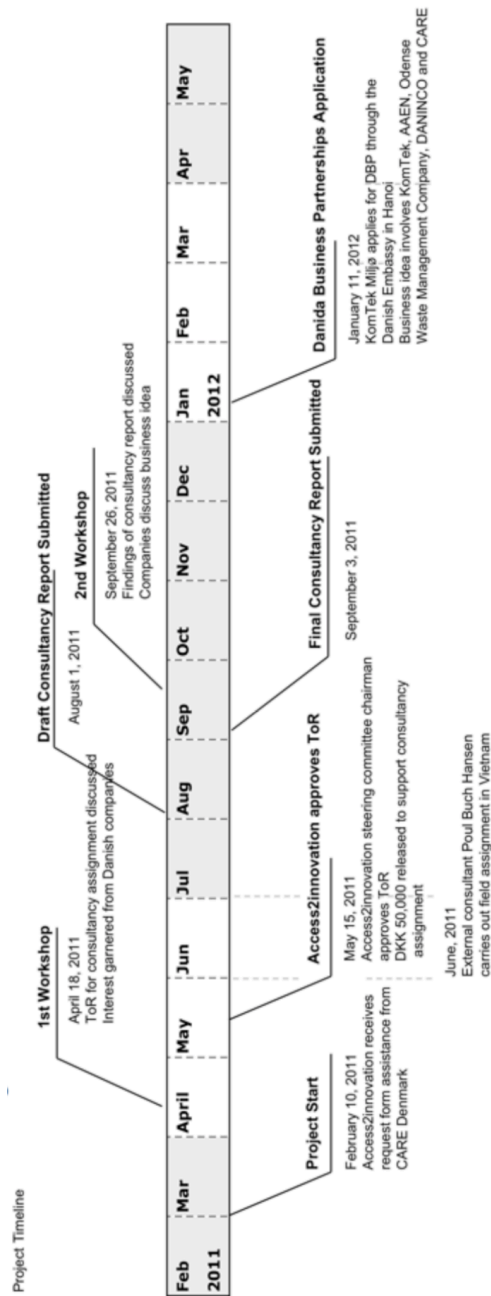 Project Timeline
1st Workshop
April 18, 2011
ToR for consultancy assignment discussed
Interest garnered from Danish companies
Draft Consultancy Report Submitted
August 1, 2011
2nd Workshop
September 26, 2011
Findings of consultancy report discussed
Companies discuss business idea
Feb Mar April May Jun Jul Aug Sep Oct Nov Dec Jan Feb Mar Apr May
2011 2012
Project Start
February 10, 2011
Access2innovation receives
request form assistance from
CARE Denmark
Access2innovation approves ToR
May 15, 2011
Access2innovation steering committee chairman
approves ToR
DKK 50,000 released to support consultancy
assignment
June, 2011
External consultant Poul Buch Hansen
carries out field assignment in Vietnam
Final Consultancy Report Submitted
September 3, 2011
Danida Business Partnerships Application
January 11, 2012
KomTek Miljø applies for DBP through the
Danish Embassy in Hanoi
Business idea involves KomTek, AAEN, Odense
Waste Management Company, DANINCO and CARE